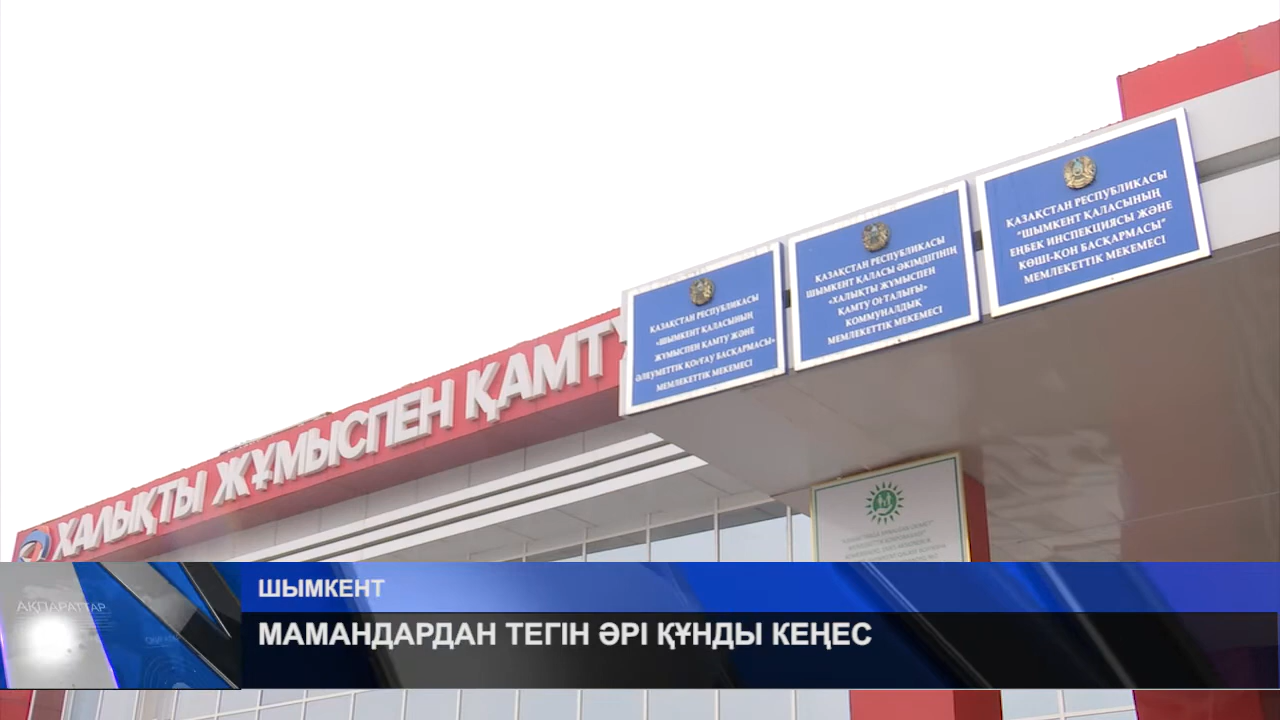 ХАЛЫҚТЫ ЖҰМЫСПЕН ҚАМТУ
ҚАЗАҚСТАН РЕСПУБЛИКАСЫ
«ШЫМКЕНТ ҚАЛАСЫНЫҢ
ЖҰМЫСПЕН ҚАМТУ ЖӘНЕ
ӘЛЕУМЕТТІК ҚОРҒАУ БАСҚАРМАСЫ»
МЕМЛЕКЕТТІК МЕКЕМЕСІ
ҚАЗАҚСТАН РЕСПУБЛИКАСЫ
ШЫМКЕНТ ҚАЛАСЫ ӘКІМДІГІНІҢ
«ХАЛЫҚТЫ ЖҰМЫСПЕН
ҚАМТУ ОРТАЛЫҒЫ»
КОММУНАЛДЫҚ
МЕМЛЕКЕТТІК МЕКЕМЕСІ
ҚАЗАҚСТАН РЕСПУБЛИКАСЫ
"ШЫМКЕНТ ҚАЛАСЫНЫҢ
ЕҢБЕК ИНСПЕКЦИЯСЫ ЖӘНЕ
КӨШІ-ҚОН БАСҚАРМАСЫ"
МЕМЛЕКЕТТІК МЕКЕМЕСІ
АҚПАРАТТАР
ШЫМКЕНТ
МАМАНДАРДАН ТЕГІН ӘРІ ҚҰНДЫ КЕҢЕС